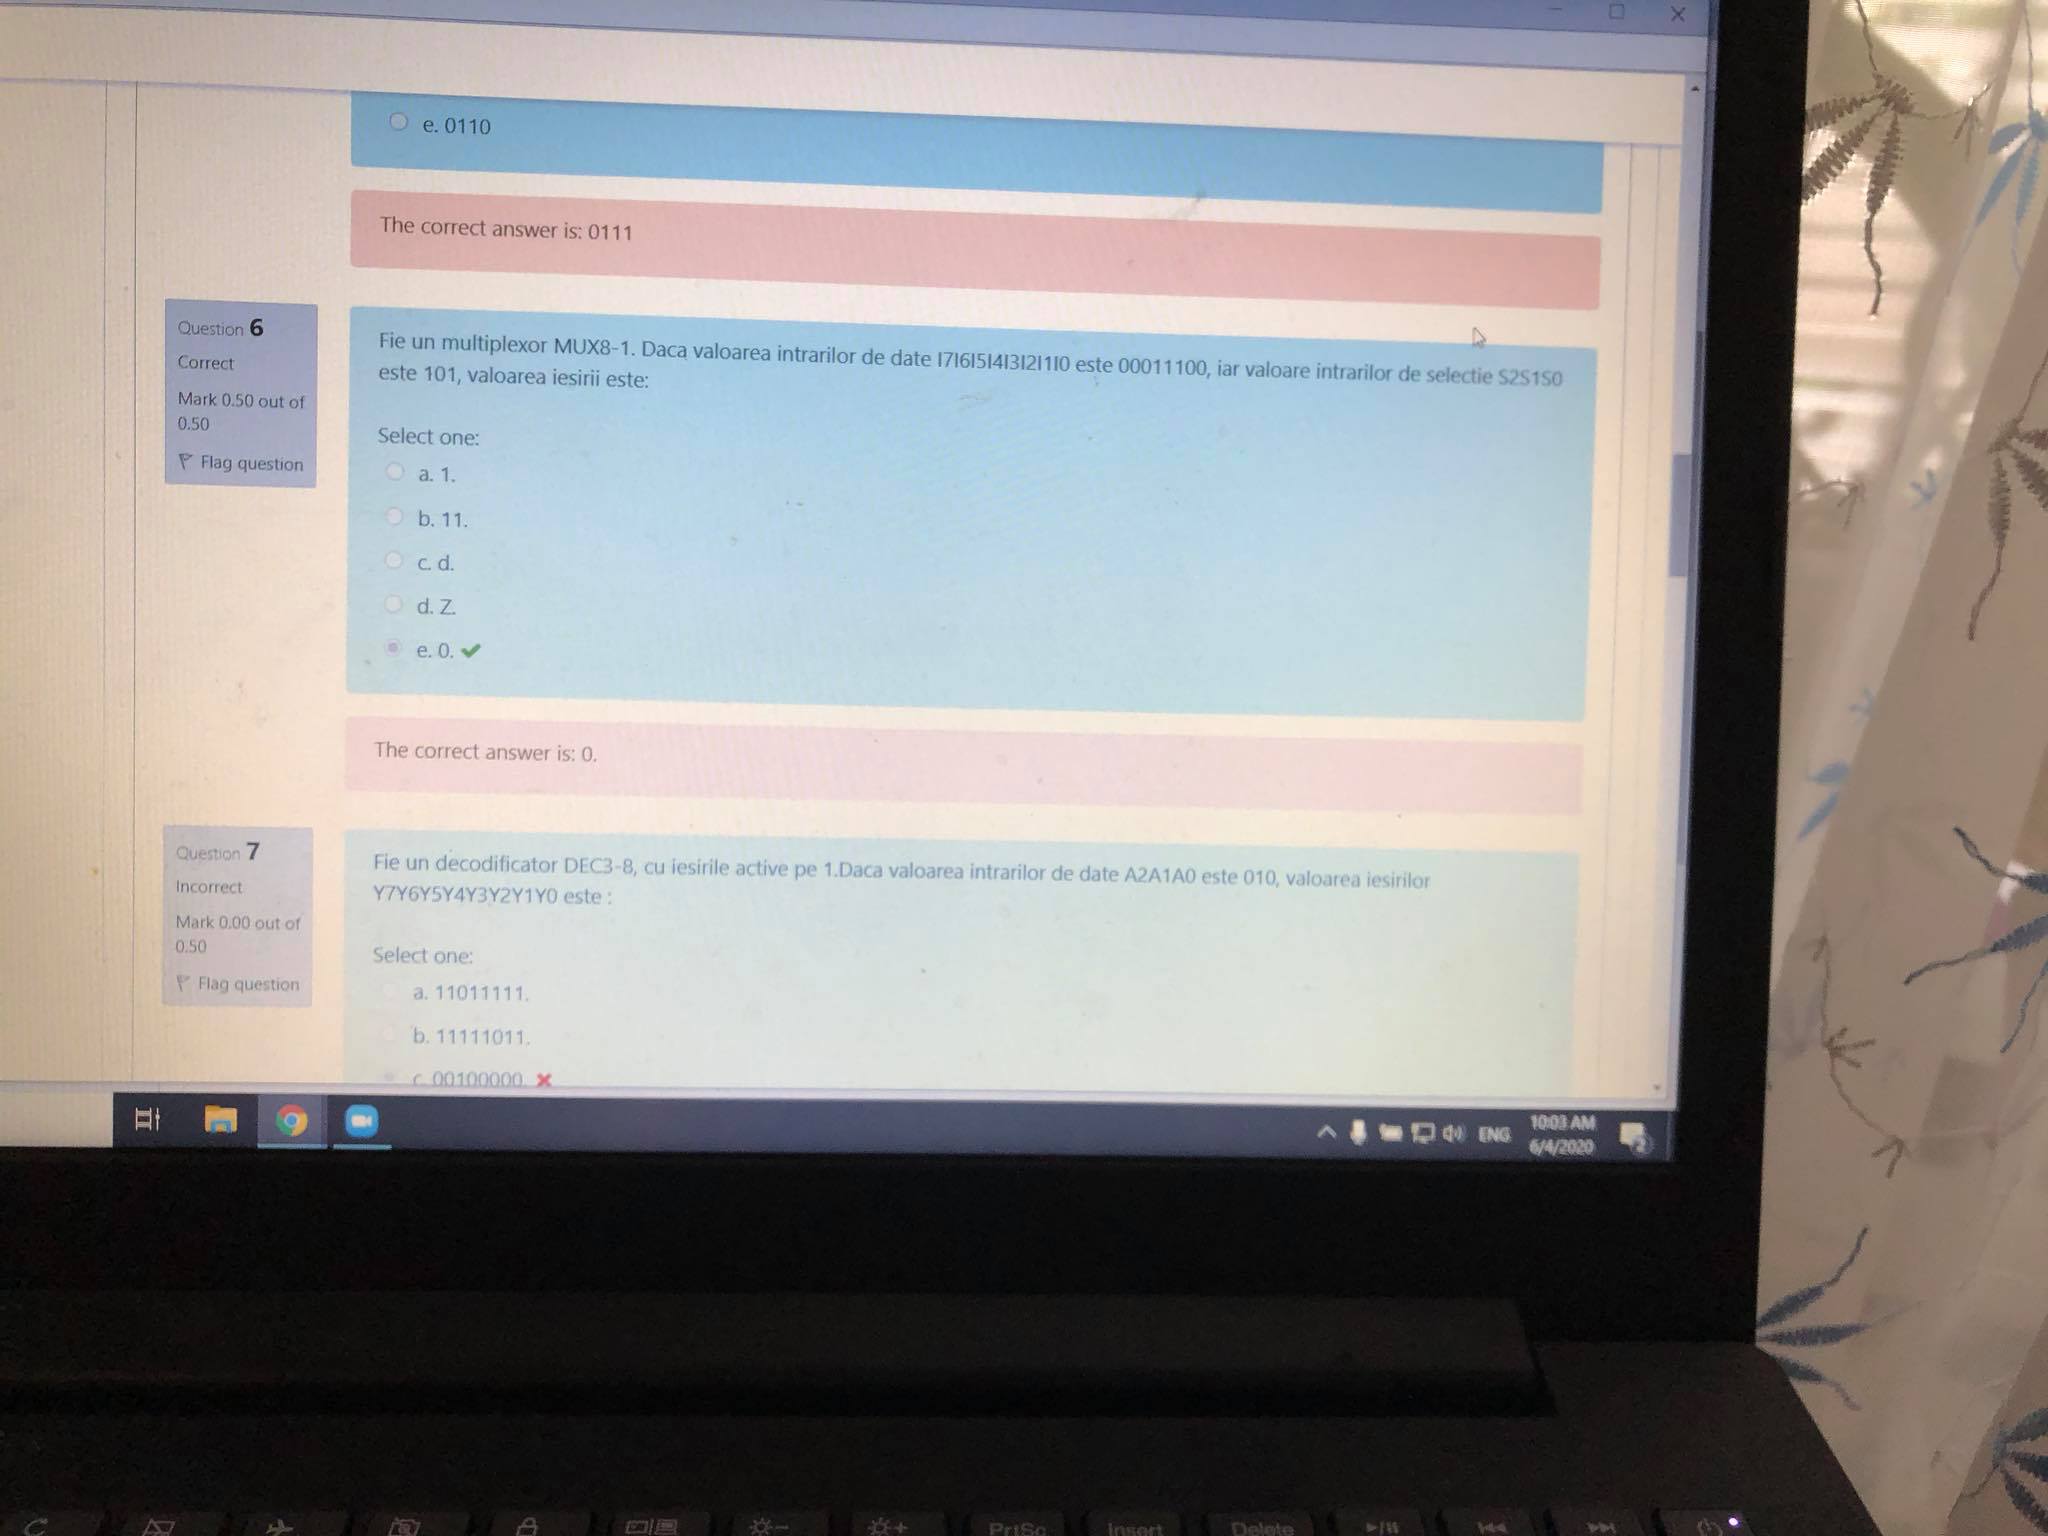 e. 0110
The correct answer is: 0111
Question 6
Correct
Mark 0.50 out of
0.50
Flag question
Fie un multiplexor MUX8-1. Daca valoarea intrarilor de date I7I6I5I4I3I2I1I0 este 00011100, iar valoare intrarilor de selectie S2S1S0
este 101, valoarea iesirii este:
Select one:
a. 1.
b. 11.
c. d.
d. Z.
e. 0.
The correct answer is: 0.
Question 7
Incorrect
Mark 0.00 out of
0.50
Flag question
Fie un decodificator DEC3-8, cu iesirile active pe 1.Daca valoarea intrarilor de date A2A1A0 este 010, valoarea iesirilor
Y7Y6Y5Y4Y3Y2Y1Y0 este :
Select one:
a. 11011111.
b. 11111011.
c. 00100000.
ENG
10:03 AM
6/4/2020
2
PrtSc
Insert
Delete